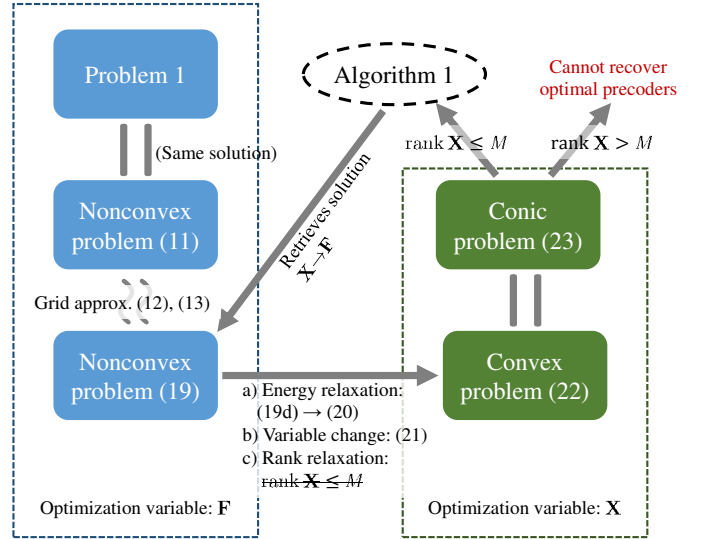 Problem 1
Algorithm 1
Cannot recover
optimal precoders
(Same solution)
rank X ≤ M
rank X > M
Nonconvex
problem (11)
Retrieves solution
X→F
Conic
problem (23)
Grid approx. (12), (13)
Nonconvex
problem (19)
Convex
problem (22)
a) Energy relaxation:
(19d) → (20)
b) Variable change: (21)
c) Rank relaxation:
rank X ≤ M
Optimization variable: F
Optimization variable: X